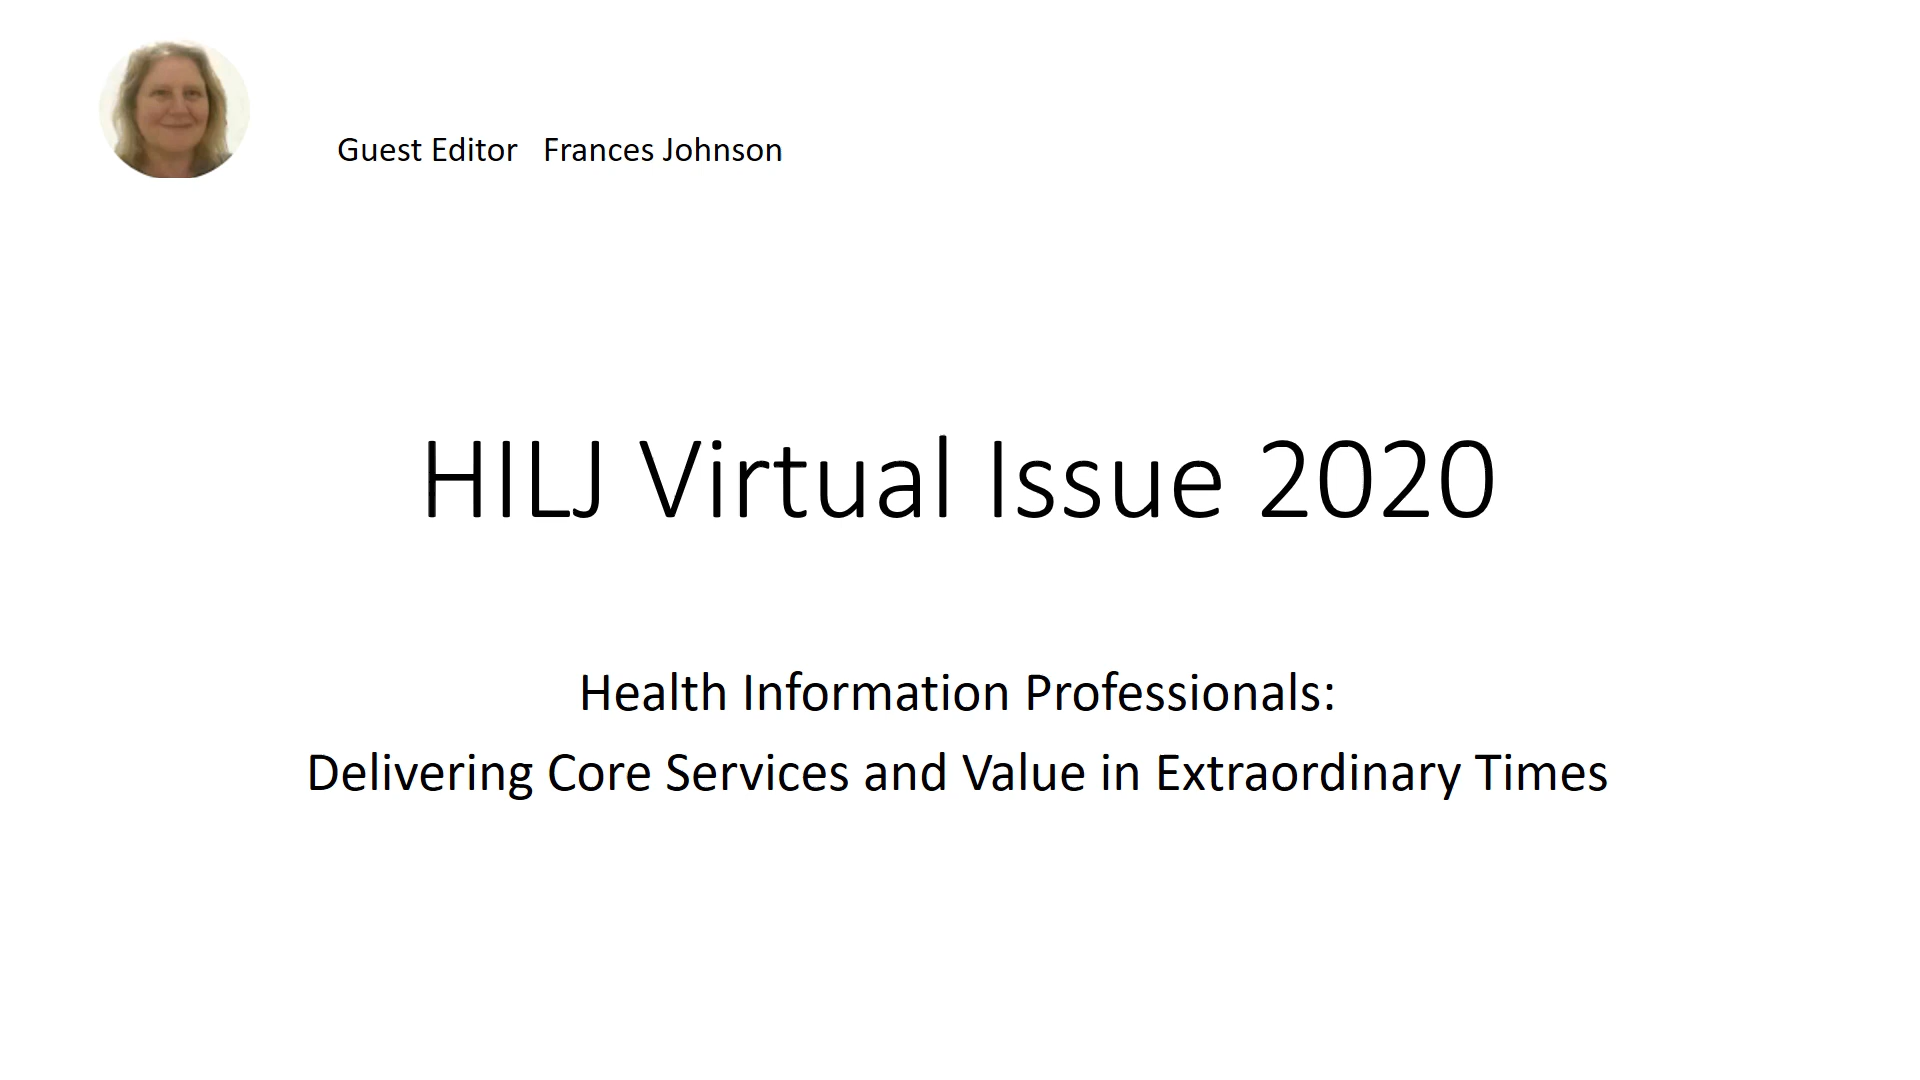 Guest Editor Frances Johnson
HILJ Virtual Issue 2020
Health Information Professionals:
Delivering Core Services and Value in Extraordinary Times